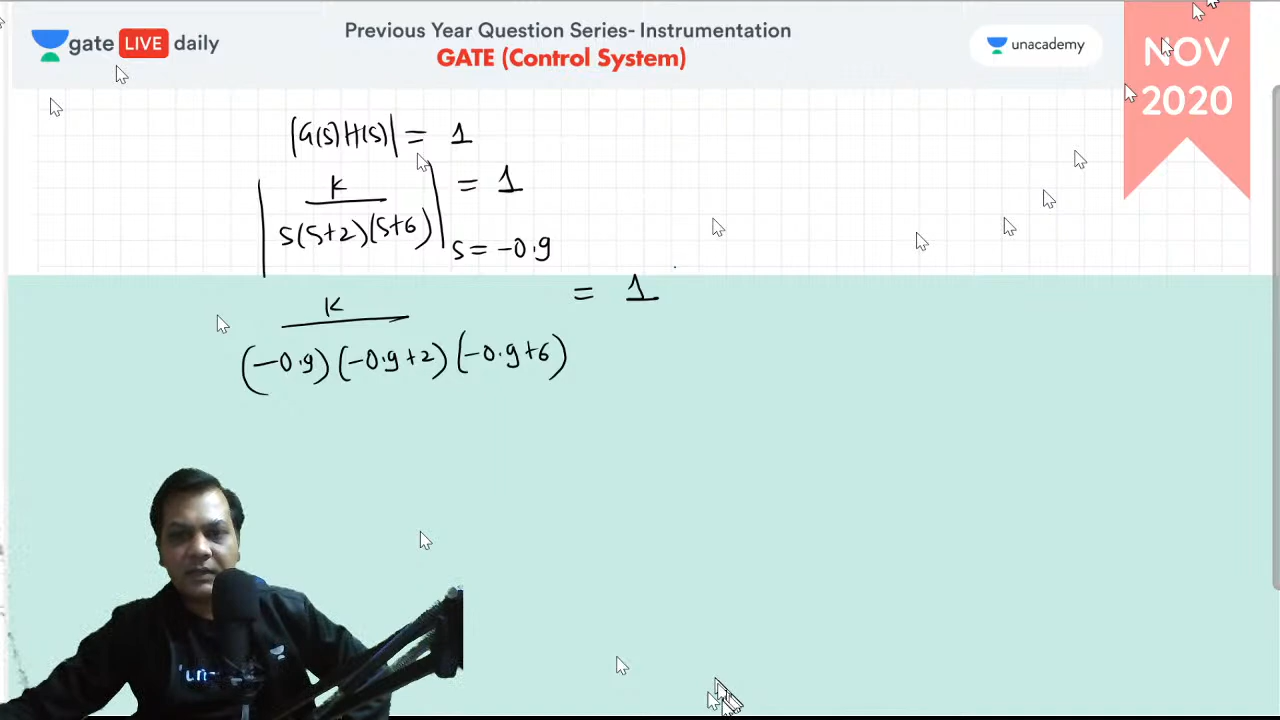 Previous Year Question Series- Instrumentation
gate LIVE daily
GATE (Control System)
unacademy
NOV
2020
|G(s)H(s)| = 1
K
= 1
s(s+2)(s+6)
s = -0.9
K
= 1
(-0.9) (-0.9+2) (-0.9+6)
'un-